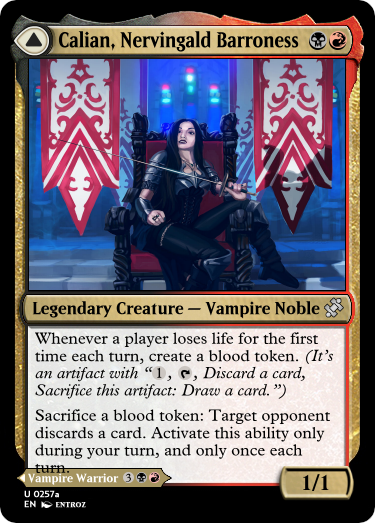 Calian, Nervingald Barroness
Legendary Creature — Vampire Noble
Whenever a player loses life for the first
time each turn, create a blood token. (It's
an artifact with “1, , Discard a card,
Sacrifice this artifact: Draw a card.”)
Sacrifice a blood token: Target opponent
discards a card. Activate this ability only
during your turn, and only once each
turn.
Vampire Warrior 3
1/1
U 0257a
EN ENTROZ